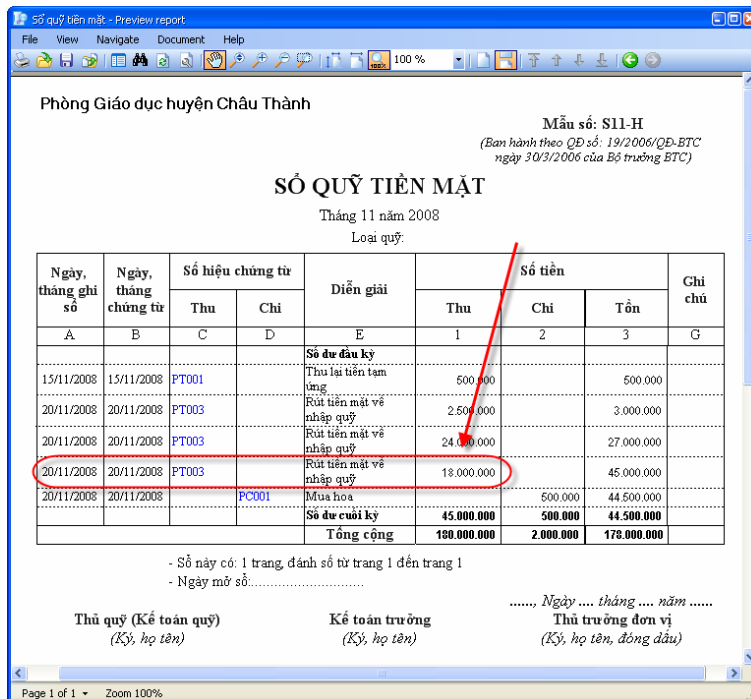 Sổ quỹ tiền mặt - Preview report
File View Navigate Document Help
100 %
Phòng Giáo dục huyện Châu Thành
Mẫu số: S11-H
(Ban hành theo QĐ số: 19/2006/QĐ-BTC
ngày 30/3/2006 của Bộ trưởng BTC)
SỔ QUỸ TIỀN MẶT
Tháng 11 năm 2008
Loại quỹ:
Ngày, tháng ghi sổ Ngày, tháng chứng từ Số hiệu chứng từ Diễn giải Số tiền Ghi chú
Thu Chi Thu Chi Tồn
A B C D E 1 2 3 G
Số dư đầu kỳ
15/11/2008 15/11/2008 PT001 Thu lại tiền tạm ứng 500.000 500.000
20/11/2008 20/11/2008 PT003 Rút tiền mặt về nhập quỹ 2.500.000 3.000.000
20/11/2008 20/11/2008 PT003 Rút tiền mặt về nhập quỹ 24.000.000 27.000.000
20/11/2008 20/11/2008 PT003 Rút tiền mặt về nhập quỹ 18.000.000 45.000.000
20/11/2008 20/11/2008 PC001 Mua hoa 500.000 44.500.000
Số dư cuối kỳ 45.000.000 500.000 44.500.000
Tổng cộng 180.000.000 2.000.000 178.000.000
- Sổ này có: 1 trang, đánh số từ trang 1 đến trang 1
- Ngày mở sổ:............................
......, Ngày .... tháng .... năm ......
Thủ quỹ (Kế toán quỹ) Kế toán trưởng Thủ trưởng đơn vị
(Ký, họ tên) (Ký, họ tên) (Ký, họ tên, đóng dấu)
Page 1 of 1 Zoom 100%